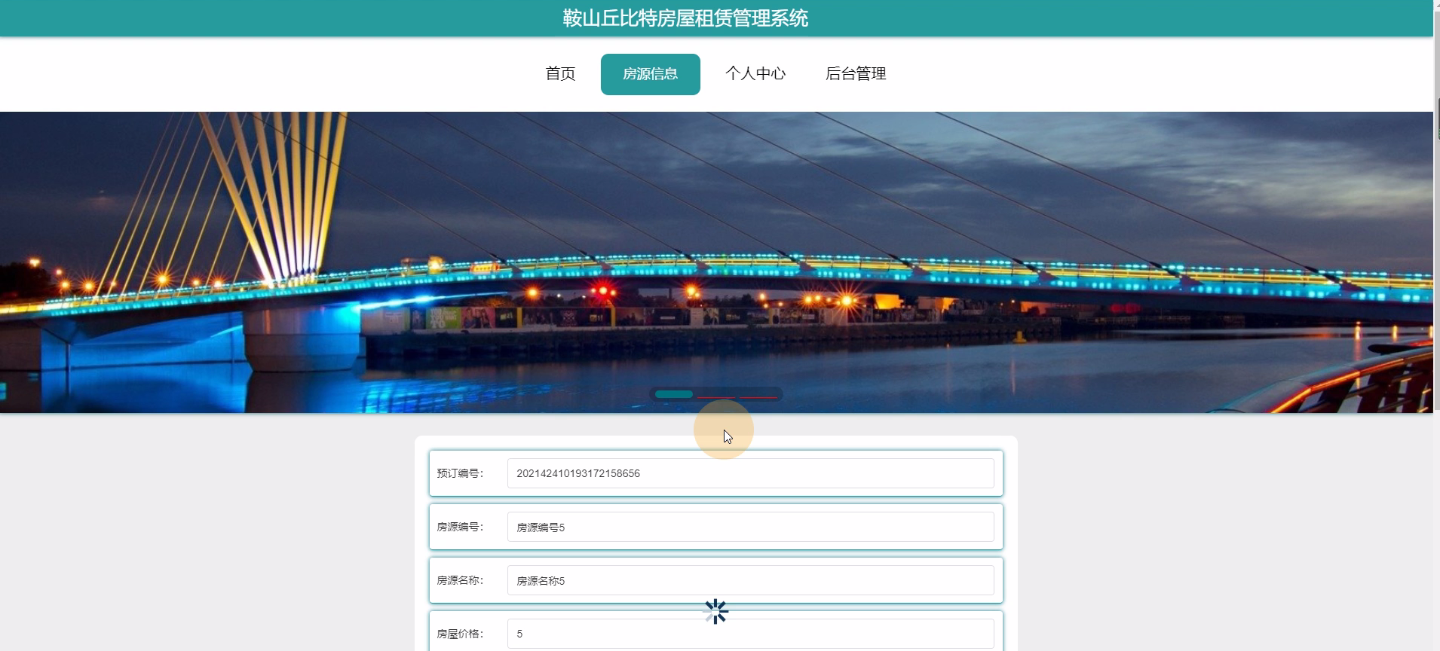 鞍山丘比特房屋租赁管理系统
首页 房源信息 个人中心 后台管理
预订编号： 202142410193172158656
房源编号： 房源编号5
房源名称： 房源名称5
房屋价格： 5